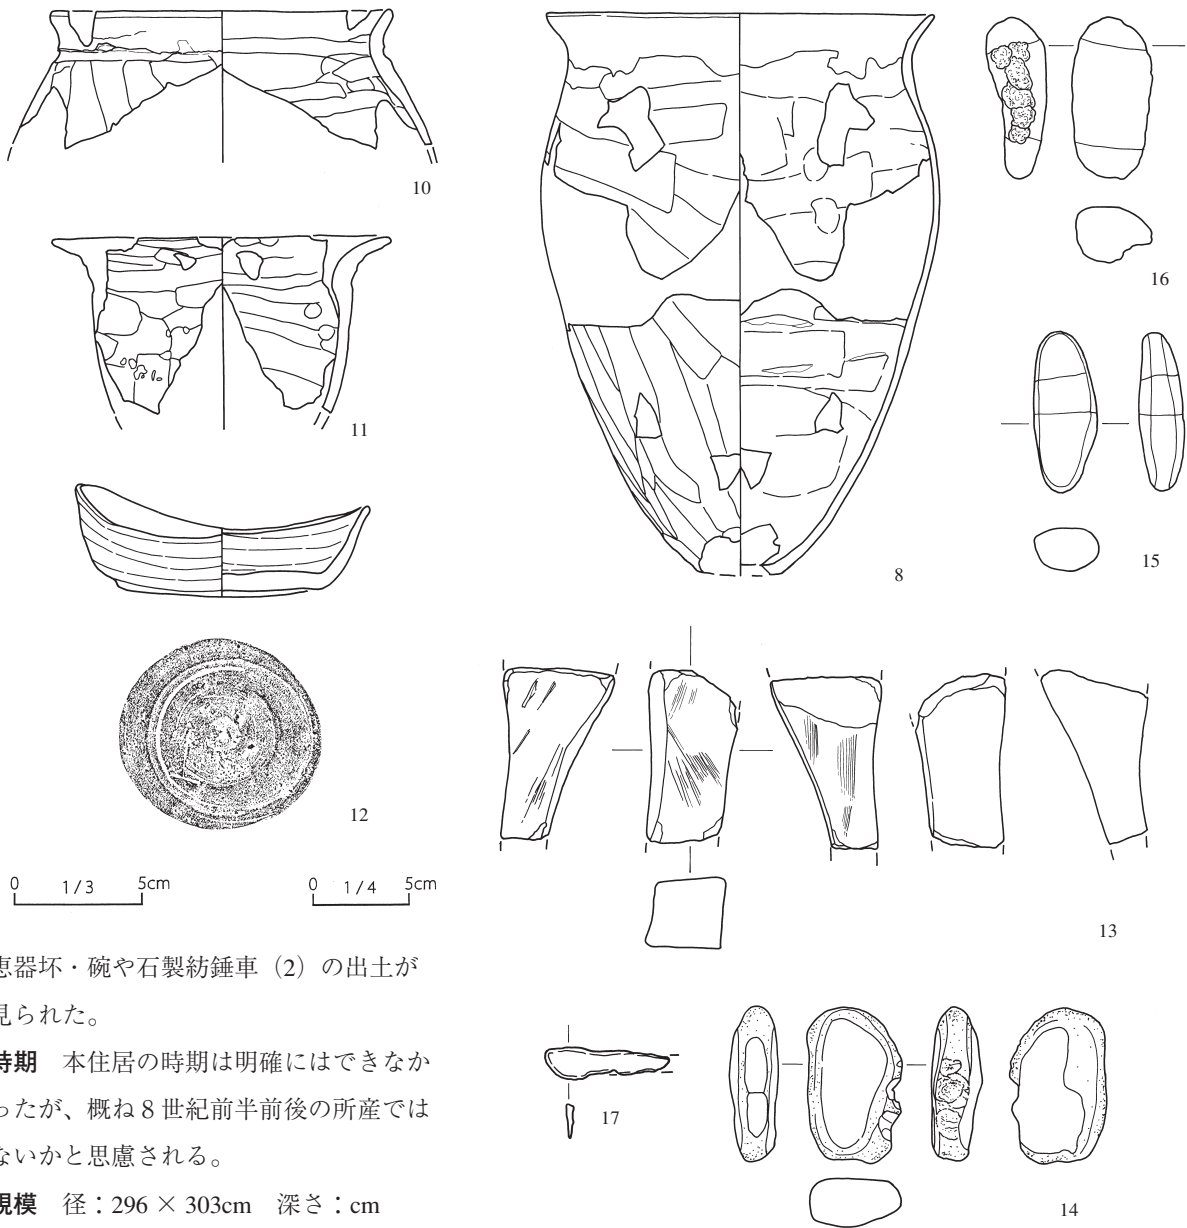 10
16
11
8
15
12
0 1/3 5cm
0 1/4 5cm
13
恵器坏・碗や石製紡錘車（2）の出土が
見られた。
時期　本住居の時期は明確にはできなか
ったが、概ね８世紀前半前後の所産では
ないかと思慮される。
規模　径：296 × 303cm　深さ：cm
17
14